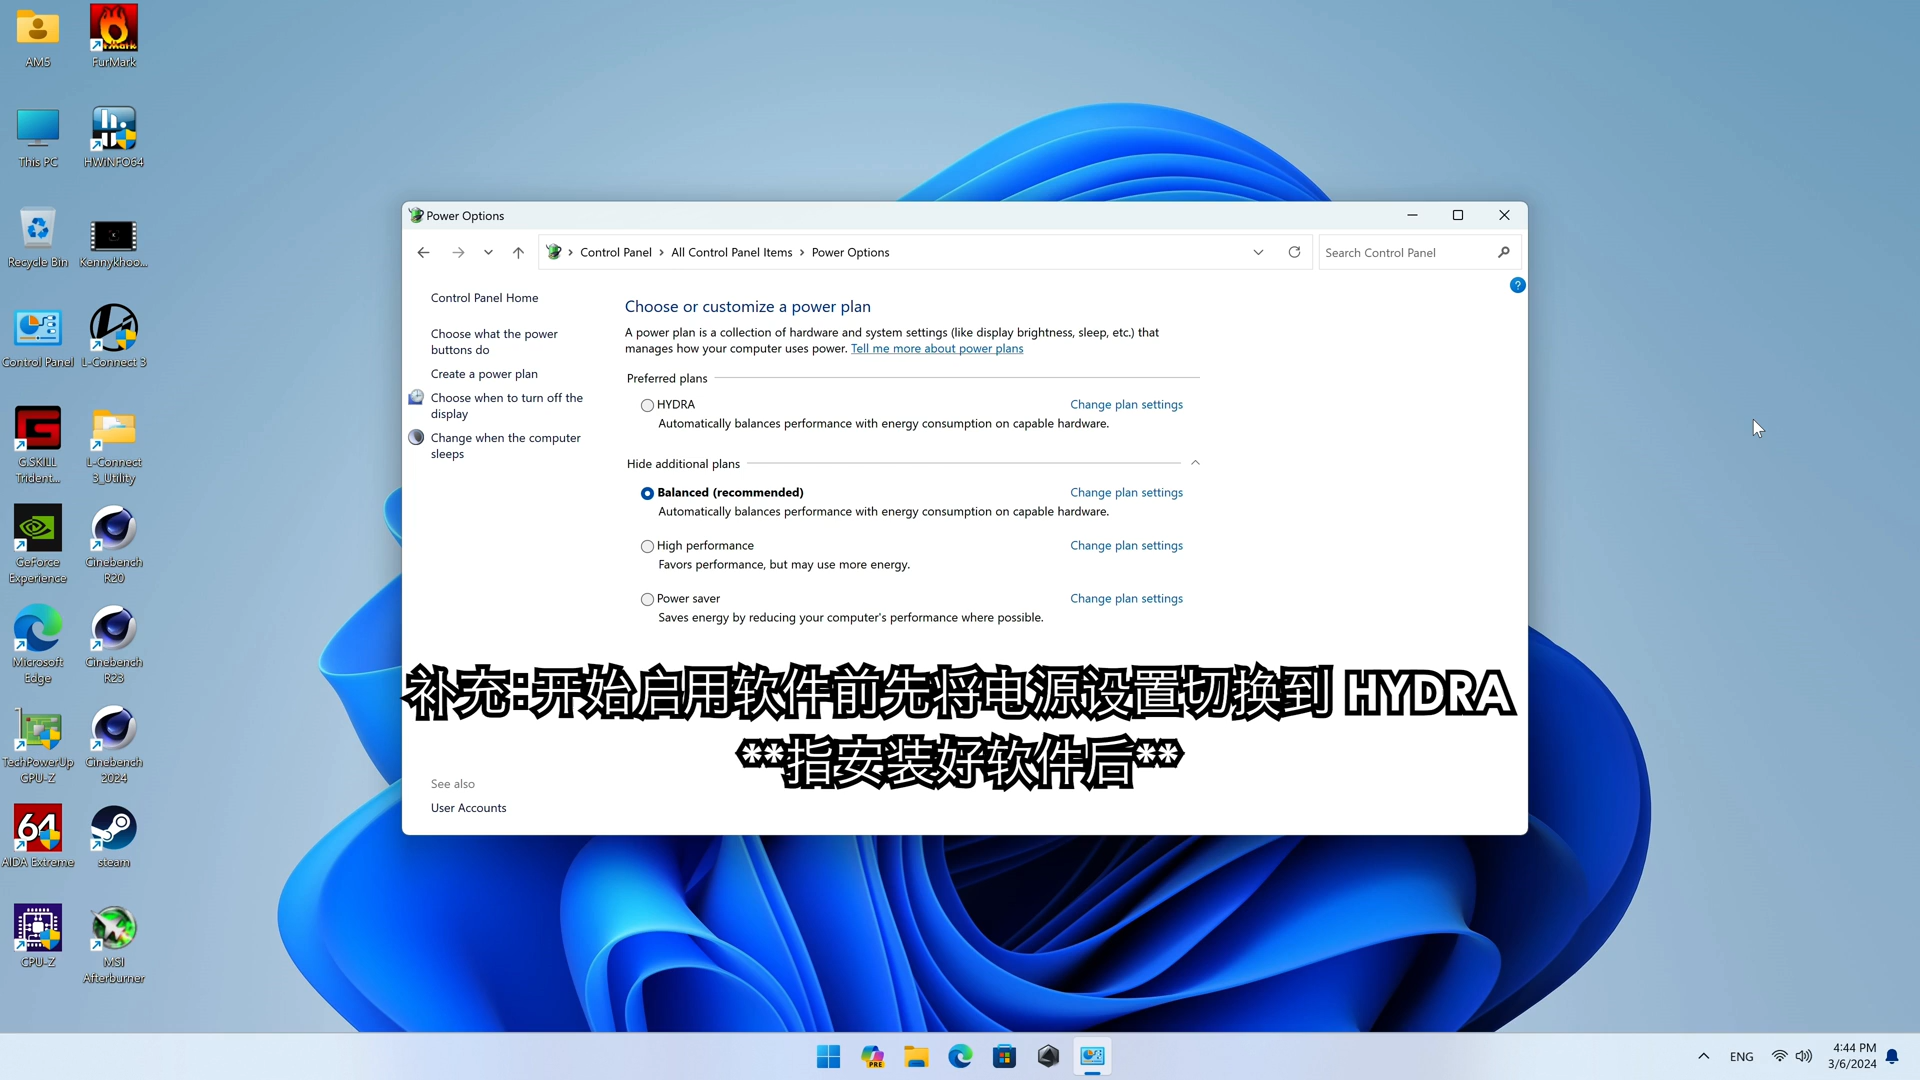 AM5
FurMark
This PC
HWiNFO64
Recycle Bin
Kennykhoo...
Control Panel
L-Connect 3
G.SKILL
Trident...
L-Connect
3_Utility
GeForce
Experience
Cinebench
R20
Microsoft
Edge
Cinebench
R23
TechPowerUp
GPU-Z
Cinebench
2024
64
AIDA Extreme
steam
CPU-Z
MSI
Afterburner
Power Options
Control Panel > All Control Panel Items > Power Options
Search Control Panel
?
Control Panel Home
Choose what the power
buttons do
Create a power plan
Choose when to turn off the
display
Change when the computer
sleeps
Choose or customize a power plan
A power plan is a collection of hardware and system settings (like display brightness, sleep, etc.) that
manages how your computer uses power. Tell me more about power plans
Preferred plans
HYDRA Change plan settings
Automatically balances performance with energy consumption on capable hardware.
Hide additional plans
Balanced (recommended) Change plan settings
Automatically balances performance with energy consumption on capable hardware.
High performance Change plan settings
Favors performance, but may use more energy.
Power saver Change plan settings
Saves energy by reducing your computer's performance where possible.
补充:开始启用软件前先将电源设置切换到 HYDRA
**指安装好软件后**
See also
User Accounts
PRE
ENG
4:44 PM
3/6/2024